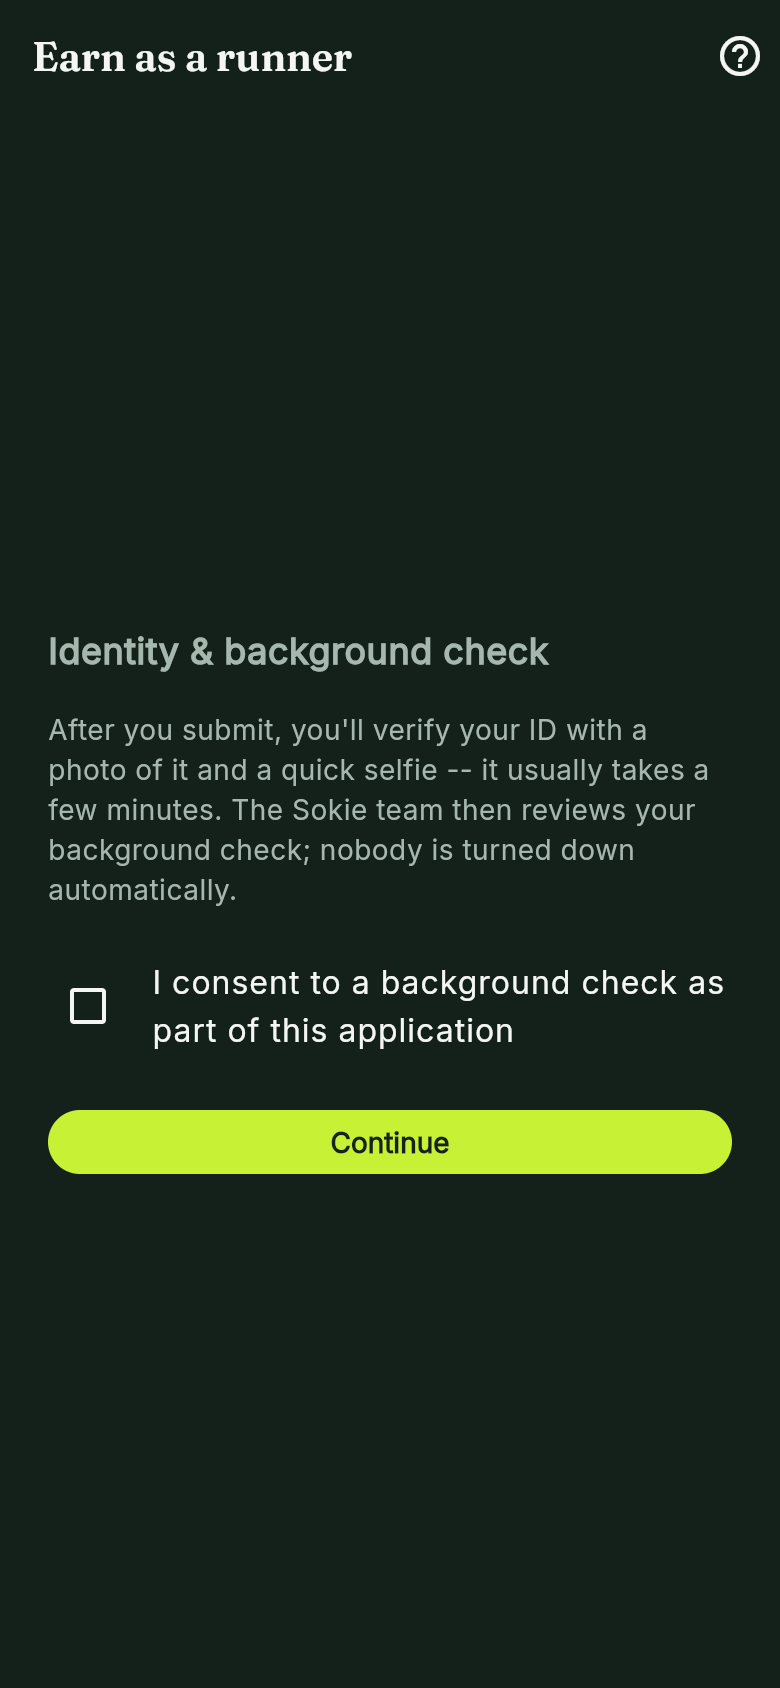 Earn as a runner
Identity & background check
After you submit, you'll verify your ID with a
photo of it and a quick selfie -- it usually takes a
few minutes. The Sokie team then reviews your
background check; nobody is turned down
automatically.
I consent to a background check as
part of this application
Continue